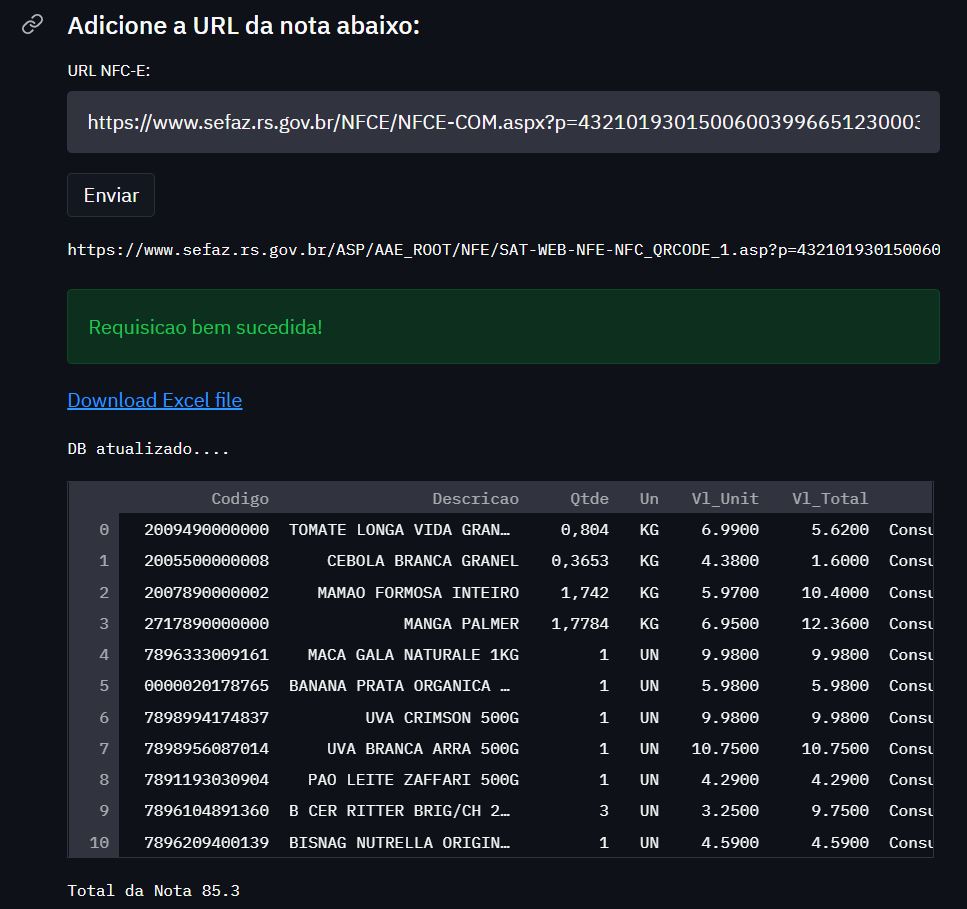 Adicione a URL da nota abaixo:
URL NFC-E:
https://www.sefaz.rs.gov.br/NFCE/NFCE-COM.aspx?p=43210193015006003996651230003
Enviar
https://www.sefaz.rs.gov.br/ASP/AAE_ROOT/NFE/SAT-WEB-NFE-NFC_QRCODE_1.asp?p=432101930150060
Requisicao bem sucedida!
Download Excel file
DB atualizado....
Codigo Descricao Qtde Un Vl_Unit Vl_Total
0 2009490000000 TOMATE LONGA VIDA GRAN… 0,804 KG 6.9900 5.6200 Consu
1 2005500000008 CEBOLA BRANCA GRANEL 0,3653 KG 4.3800 1.6000 Consu
2 2007890000002 MAMAO FORMOSA INTEIRO 1,742 KG 5.9700 10.4000 Consu
3 2717890000000 MANGA PALMER 1,7784 KG 6.9500 12.3600 Consu
4 7896333009161 MACA GALA NATURALE 1KG 1 UN 9.9800 9.9800 Consu
5 0000020178765 BANANA PRATA ORGANICA … 1 UN 5.9800 5.9800 Consu
6 7898994174837 UVA CRIMSON 500G 1 UN 9.9800 9.9800 Consu
7 7898956087014 UVA BRANCA ARRA 500G 1 UN 10.7500 10.7500 Consu
8 7891193030904 PAO LEITE ZAFFARI 500G 1 UN 4.2900 4.2900 Consu
9 7896104891360 B CER RITTER BRIG/CH 2… 3 UN 3.2500 9.7500 Consu
10 7896209400139 BISNAG NUTRELLA ORIGIN… 1 UN 4.5900 4.5900 Consu
Total da Nota 85.3